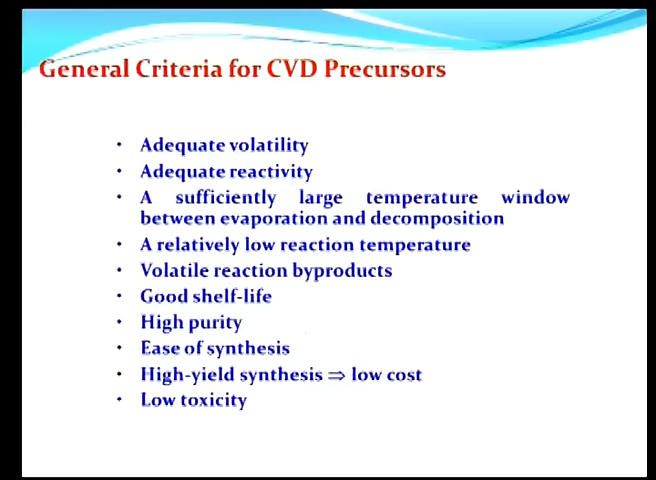 General Criteria for CVD Precursors
• Adequate volatility
• Adequate reactivity
• A sufficiently large temperature window
between evaporation and decomposition
• A relatively low reaction temperature
• Volatile reaction byproducts
• Good shelf-life
• High purity
• Ease of synthesis
• High-yield synthesis ⇒ low cost
• Low toxicity